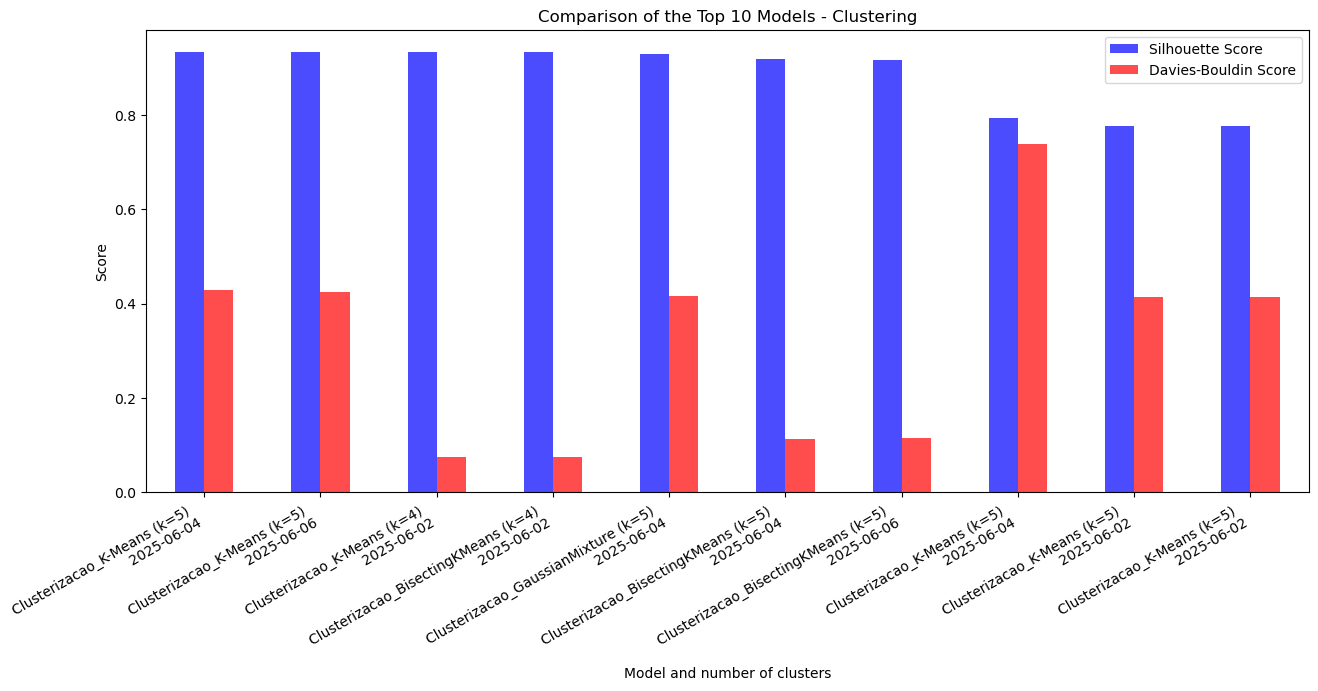 Comparison of the Top 10 Models - Clustering
Silhouette Score
Davies-Bouldin Score
Score
0.8
0.6
0.4
0.2
0.0
Clusterizacao_K-Means (k=5)
2025-06-04
Clusterizacao_K-Means (k=5)
2025-06-06
Clusterizacao_K-Means (k=4)
2025-06-02
Clusterizacao_BisectingKMeans (k=4)
2025-06-02
Clusterizacao_GaussianMixture (k=5)
2025-06-04
Clusterizacao_BisectingKMeans (k=5)
2025-06-04
Clusterizacao_BisectingKMeans (k=5)
2025-06-06
Clusterizacao_K-Means (k=5)
2025-06-04
Clusterizacao_K-Means (k=5)
2025-06-02
Clusterizacao_K-Means (k=5)
2025-06-02
Model and number of clusters